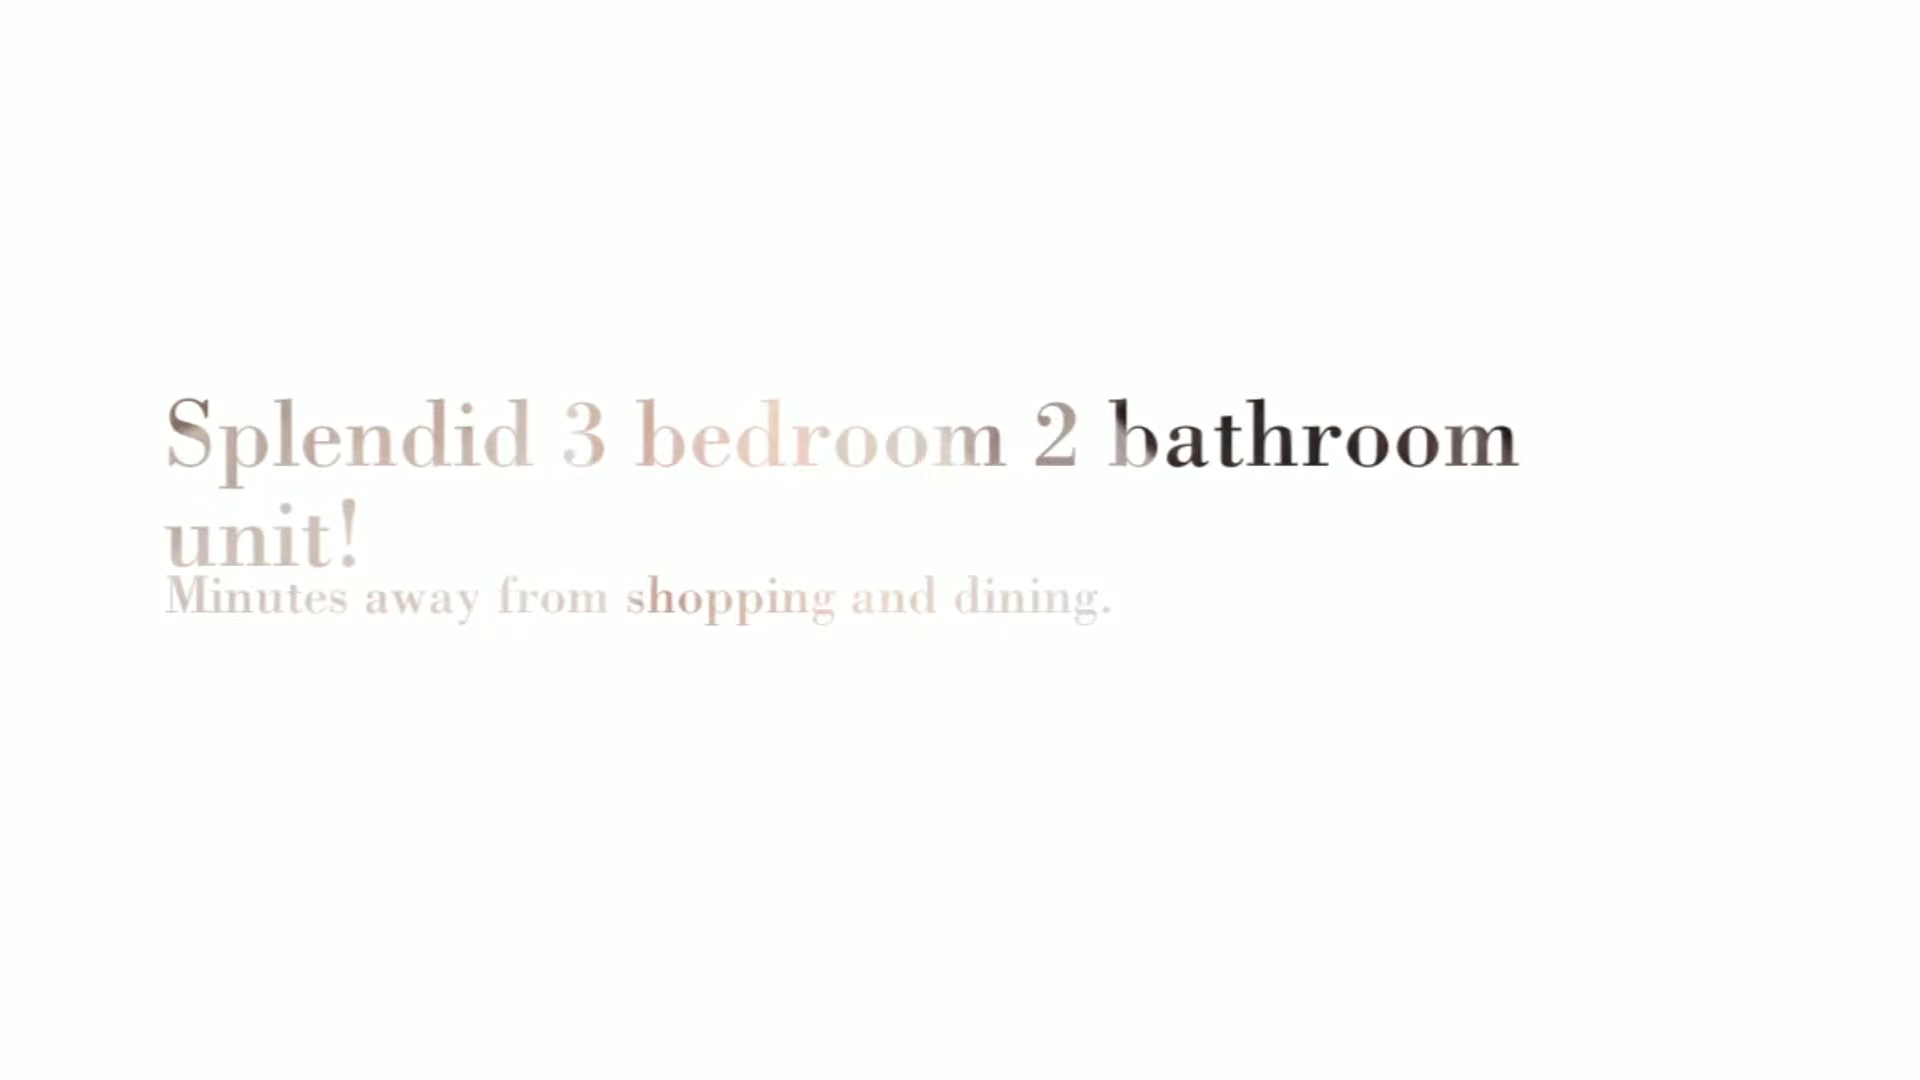 Splendid 3 bedroom 2 bathroom
unit!
Minutes away from shopping and dining.